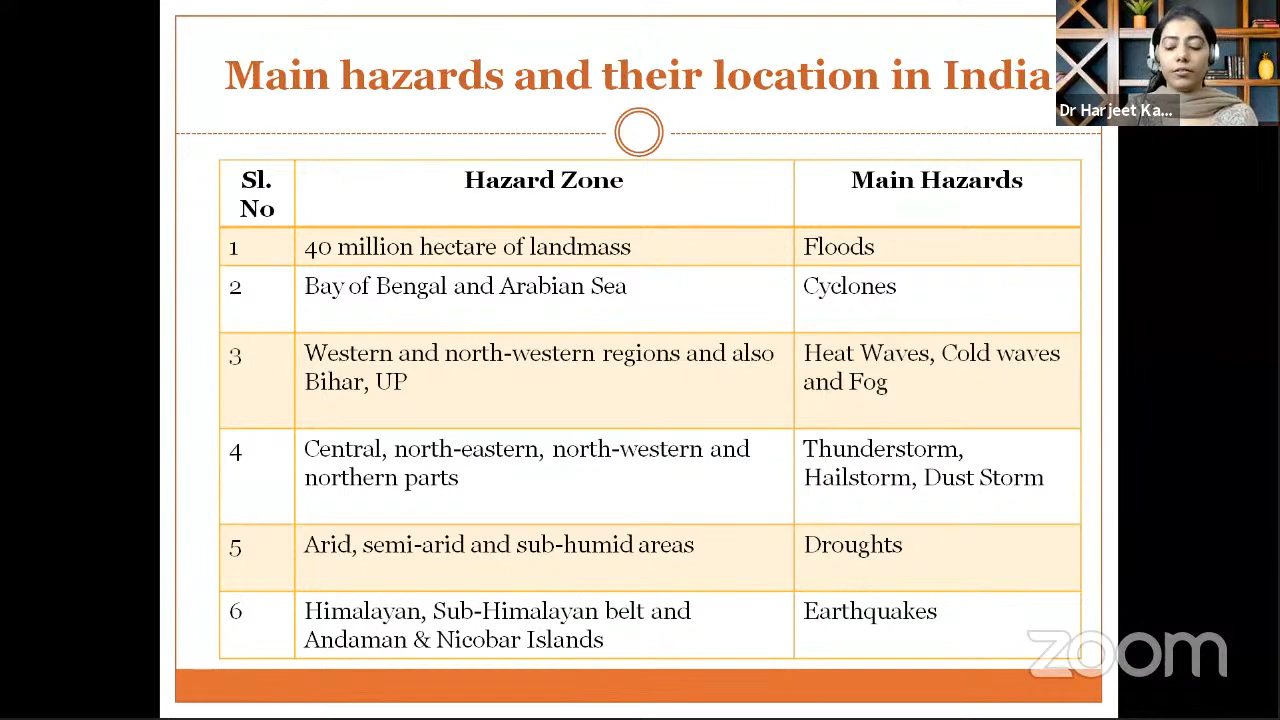 Main hazards and their location in India
Dr Harjeet Ka...
Sl. No
Hazard Zone
Main Hazards
1
40 million hectare of landmass
Floods
2
Bay of Bengal and Arabian Sea
Cyclones
3
Western and north-western regions and also
Bihar, UP
Heat Waves, Cold waves
and Fog
4
Central, north-eastern, north-western and
northern parts
Thunderstorm,
Hailstorm, Dust Storm
5
Arid, semi-arid and sub-humid areas
Droughts
6
Himalayan, Sub-Himalayan belt and
Andaman & Nicobar Islands
Earthquakes
zoom